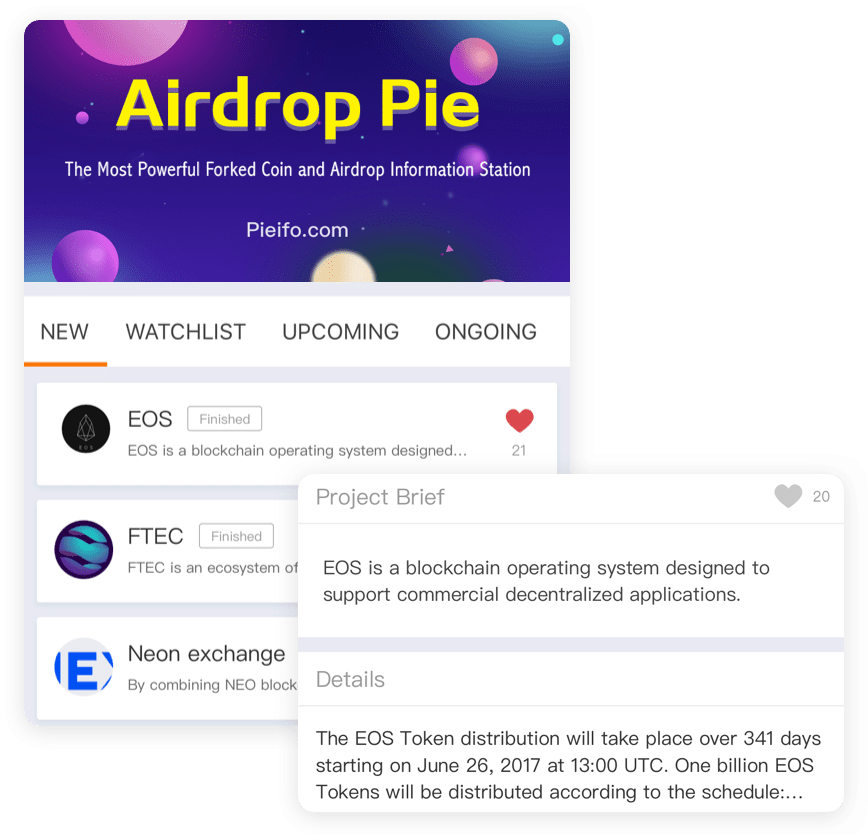 Airdrop Pie
The Most Powerful Forked Coin and Airdrop Information Station
Pieifo.com
NEW WATCHLIST UPCOMING ONGOING
EOS Finished
EOS is a blockchain operating system designed...
21
EOS
FTEC Finished
FTEC is an ecosystem of
Neon exchange
By combining NEO block
E
Project Brief 20
EOS is a blockchain operating system designed to
support commercial decentralized applications.
Details
The EOS Token distribution will take place over 341 days
starting on June 26, 2017 at 13:00 UTC. One billion EOS
Tokens will be distributed according to the schedule:...